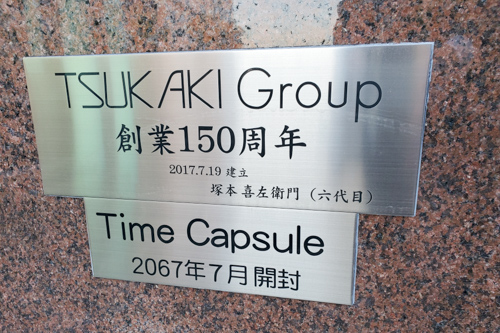 TSUKAKI Group
創業150周年
2017.7.19 建立
塚本 喜左衛門（六代目）
Time Capsule
2067年7月開封